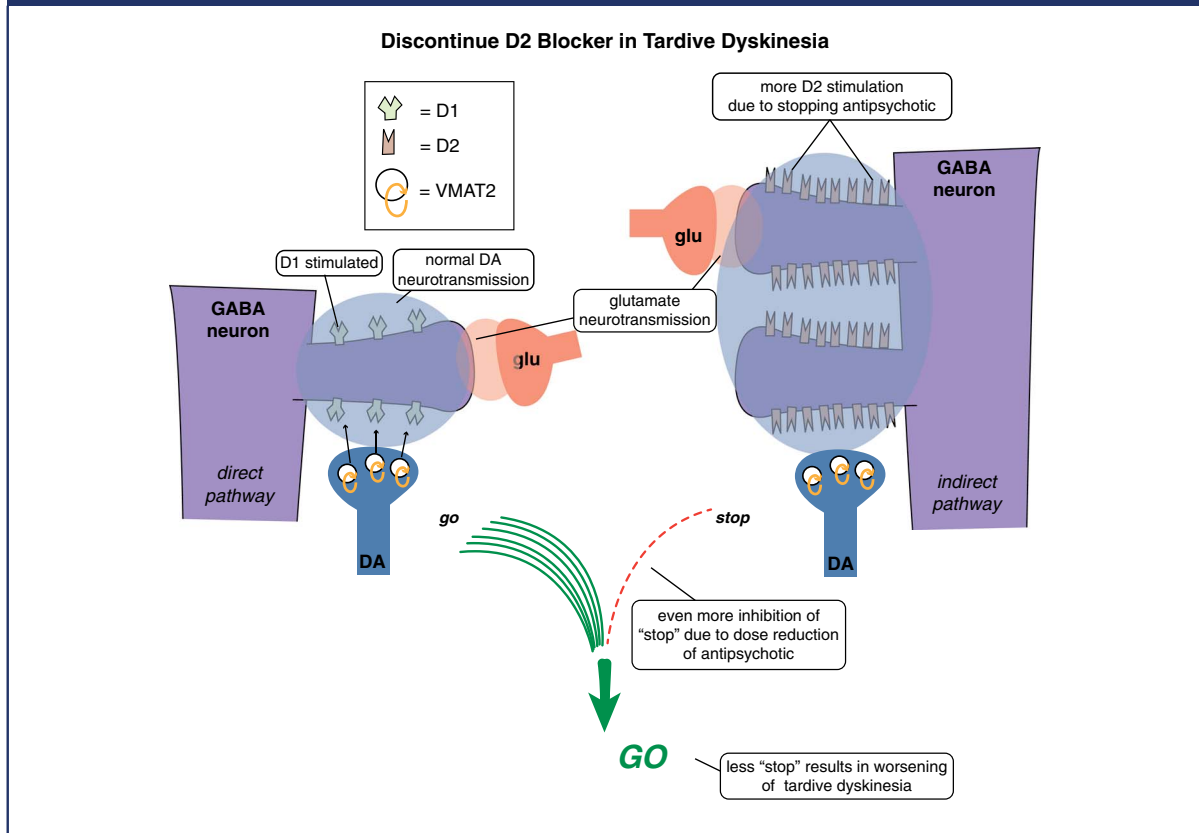 Discontinue D2 Blocker in Tardive Dyskinesia
= D1
= D2
= VMAT2
more D2 stimulation
due to stopping antipsychotic
GABA
neuron
glu
D1 stimulated
normal DA
neurotransmission
glutamate
neurotransmission
GABA
neuron
glu
direct
pathway
indirect
pathway
go
stop
DA
DA
even more inhibition of
“stop” due to dose reduction
of antipsychotic
GO
less “stop” results in worsening
of tardive dyskinesia